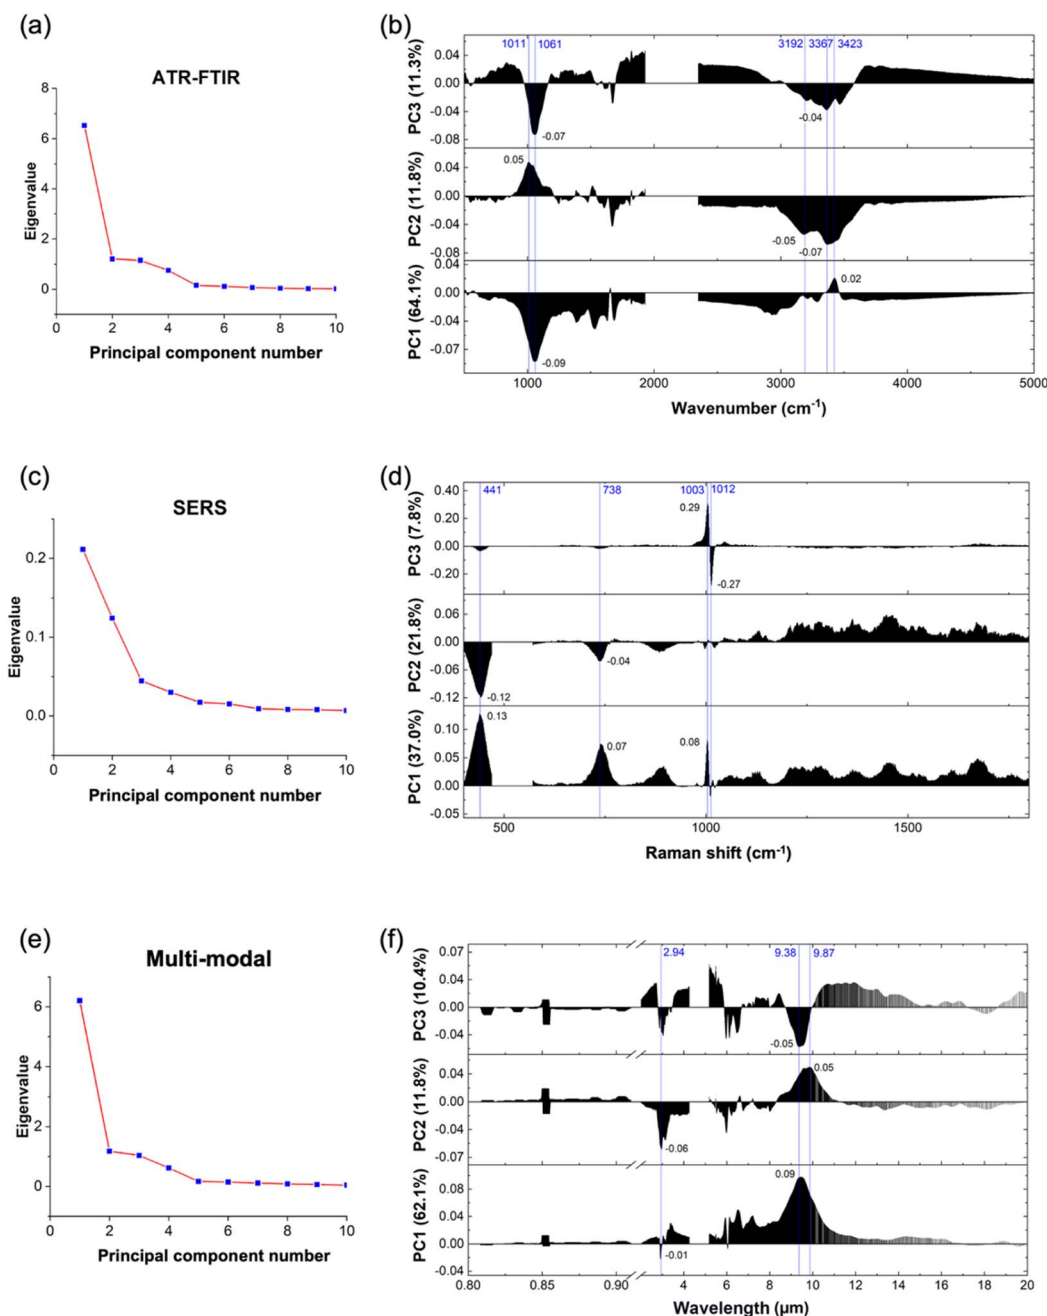 (a)
ATR-FTIR
8
6
4
2
0
Eigenvalue
0 2 4 6 8 10
Principal component number
(b)
1011 1061 3192 3367 3423
0.04
0.00
-0.04
-0.08
PC3 (11.3%)
-0.07
-0.04
0.04
0.00
-0.04
-0.08
PC2 (11.8%)
0.05
-0.05
-0.07
0.04
0.00
-0.04
-0.07
PC1 (64.1%)
0.02
-0.09
1000 2000 3000 4000 5000
Wavenumber (cm-1)
(c)
SERS
0.2
0.1
0.0
Eigenvalue
0 2 4 6 8 10
Principal component number
(d)
441 738 1003 1012
0.40
0.20
0.00
-0.20
PC3 (7.8%)
0.29
-0.27
0.06
0.00
-0.06
-0.12
PC2 (21.8%)
-0.04
-0.12
0.10
0.05
0.00
-0.05
PC1 (37.0%)
0.13
0.07
0.08
500 1000 1500
Raman shift (cm-1)
(e)
Multi-modal
6
4
2
0
Eigenvalue
0 2 4 6 8 10
Principal component number
(f)
2.94 9.38 9.87
0.07
0.04
0.00
-0.04
PC3 (10.4%)
-0.05
0.04
0.00
-0.04
-0.07
PC2 (11.8%)
0.05
-0.06
0.08
0.04
0.00
-0.04
PC1 (62.1%)
0.09
-0.01
0.80 0.85 0.90 4 6 8 10 12 14 16 18 20
Wavelength (µm)